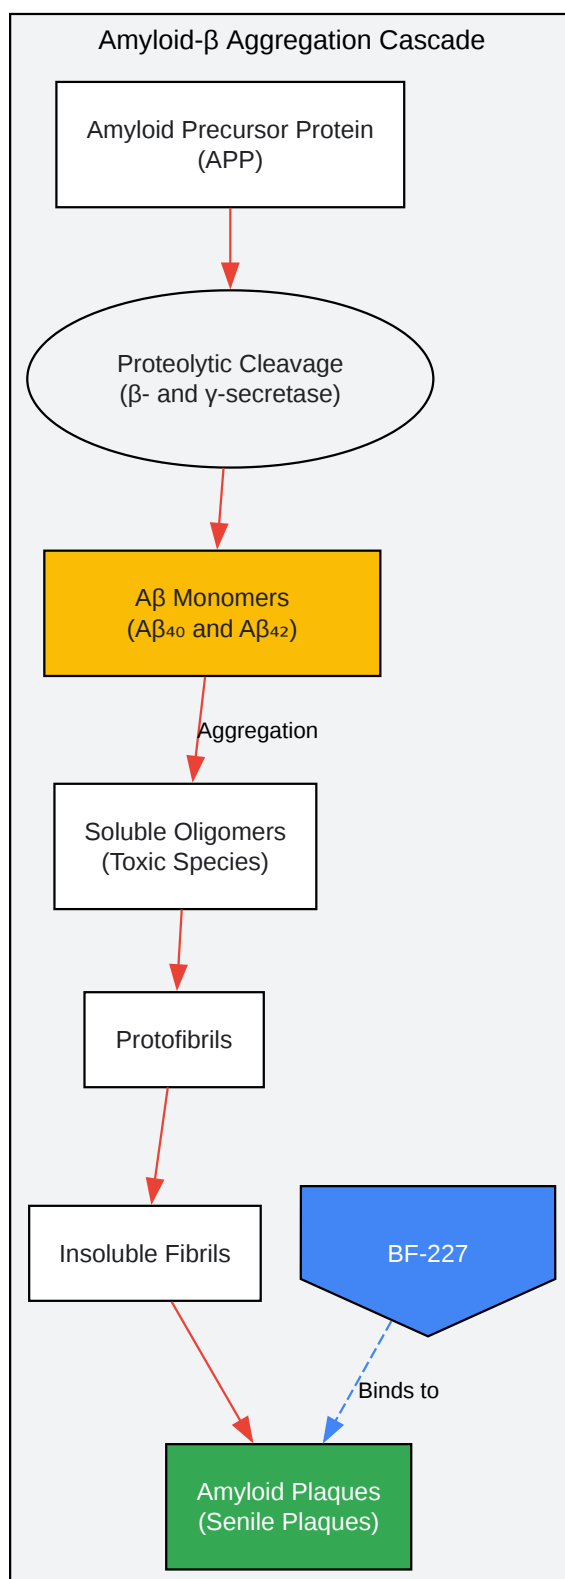 Amyloid-β Aggregation Cascade
Amyloid Precursor Protein
(APP)
Proteolytic Cleavage
(β- and γ-secretase)
Aβ Monomers
(Aβ₄₀ and Aβ₄₂)
Aggregation
Soluble Oligomers
(Toxic Species)
Protofibrils
Insoluble Fibrils
BF-227
Binds to
Amyloid Plaques
(Senile Plaques)